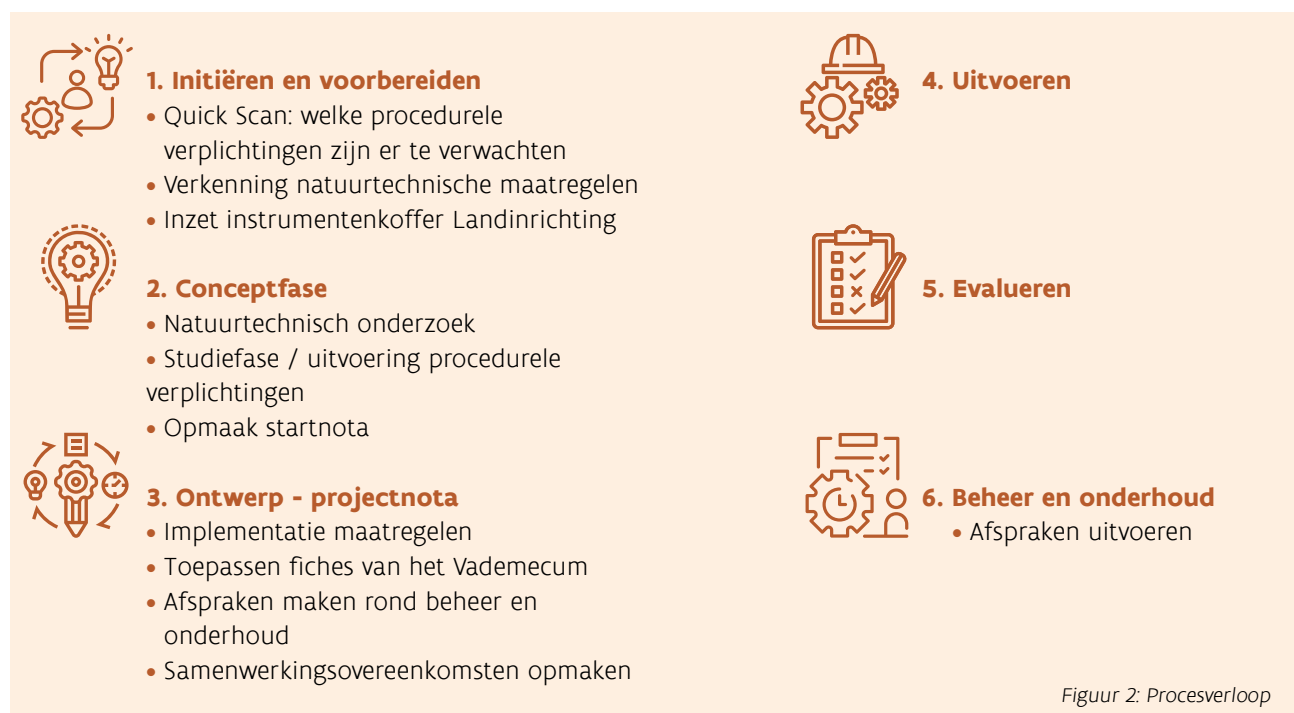 1. Initiëren en voorbereiden
• Quick Scan: welke procedurele
verplichtingen zijn er te verwachten
• Verkenning natuurtechnische maatregelen
• Inzet instrumentenkoffer Landinrichting
2. Conceptfase
• Natuurtechnisch onderzoek
• Studiefase / uitvoering procedurele
verplichtingen
• Opmaak startnota
3. Ontwerp - projectnota
• Implementatie maatregelen
• Toepassen fiches van het Vademecum
• Afspraken maken rond beheer en
onderhoud
• Samenwerkingsovereenkomsten opmaken
4. Uitvoeren
5. Evalueren
6. Beheer en onderhoud
• Afspraken uitvoeren
Figuur 2: Procesverloop